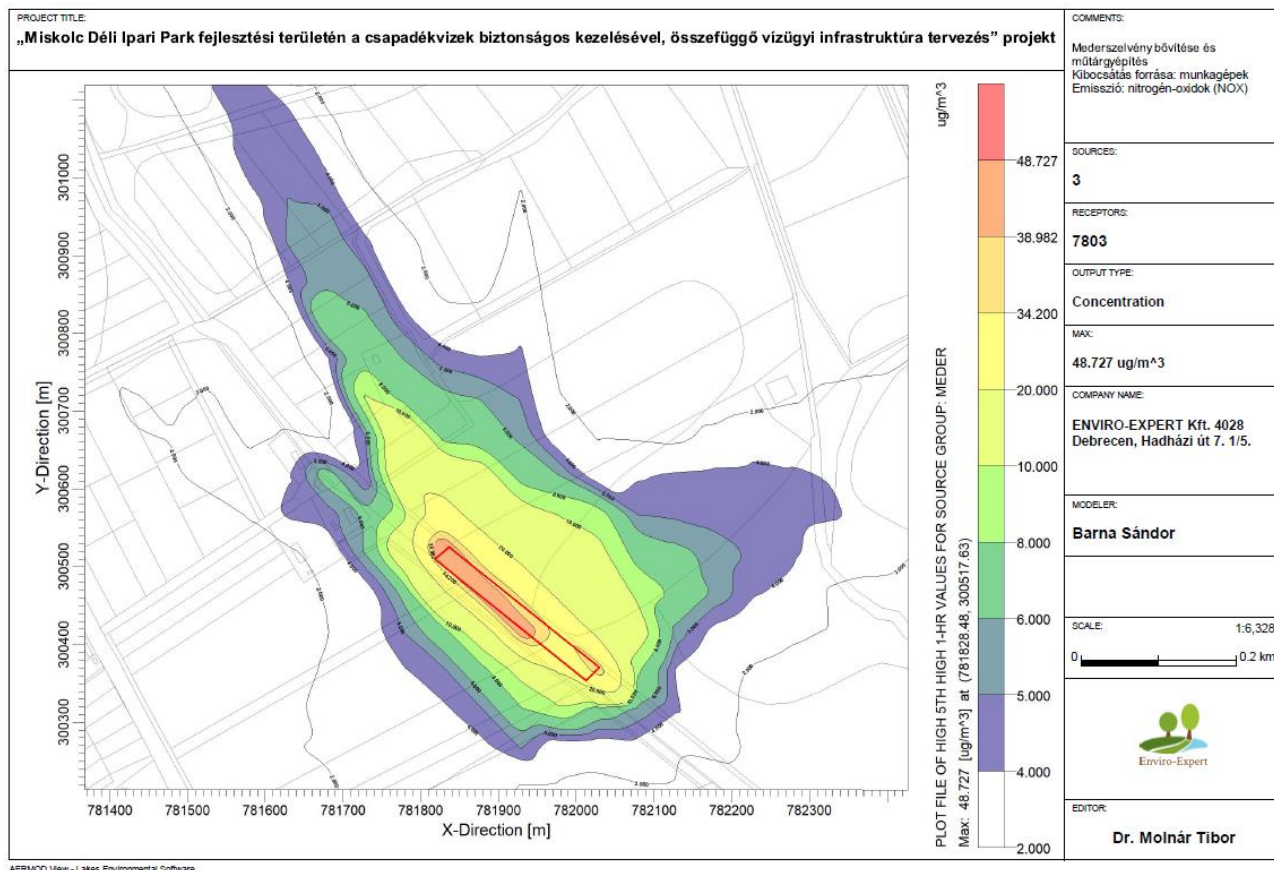 PROJECT TITLE:
„Miskolc Déli Ipari Park fejlesztési területén a csapadékvizek biztonságos kezelésével, összefüggő vízügyi infrastruktúra tervezés” projekt
COMMENTS:
Mederszelvény bővítése és
műtárgyépítés
Kibocsátás forrása: munkagépek
Emisszió: nitrogén-oxidok (NOX)
SOURCES:
3
RECEPTORS:
7803
OUTPUT TYPE:
Concentration
MAX:
48.727 ug/m^3
COMPANY NAME:
ENVIRO-EXPERT Kft. 4028
Debrecen, Hadházi út 7. 1/5.
MODELER:
Barna Sándor
SCALE:
1:6,328
0
0.2 km
Enviro-Expert
EDITOR:
Dr. Molnár Tibor
ug/m^3
48.727
38.982
34.200
20.000
10.000
8.000
6.000
5.000
4.000
2.000
PLOT FILE OF HIGH 5TH HIGH 1-HR VALUES FOR SOURCE GROUP: MEDER
Max: 48.727 [ug/m^3] at (781828.48, 300517.63)
Y-Direction [m]
301000
300900
300800
300700
300600
300500
300400
300300
781400 781500 781600 781700 781800 781900 782000 782100 782200 782300
X-Direction [m]
AERMOD View - Lakes Environmental Software